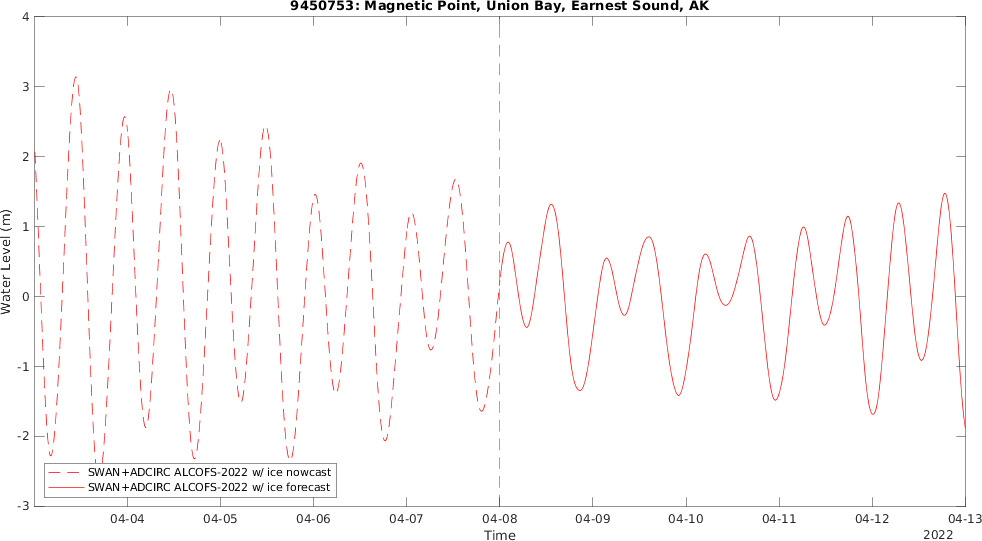 9450753: Magnetic Point, Union Bay, Earnest Sound, AK
Water Level (m)
4
3
2
1
0
-1
-2
-3
SWAN+ADCIRC ALCOFS-2022 w/ ice nowcast
SWAN+ADCIRC ALCOFS-2022 w/ ice forecast
04-04 04-05 04-06 04-07 04-08 04-09 04-10 04-11 04-12 04-13
Time
2022